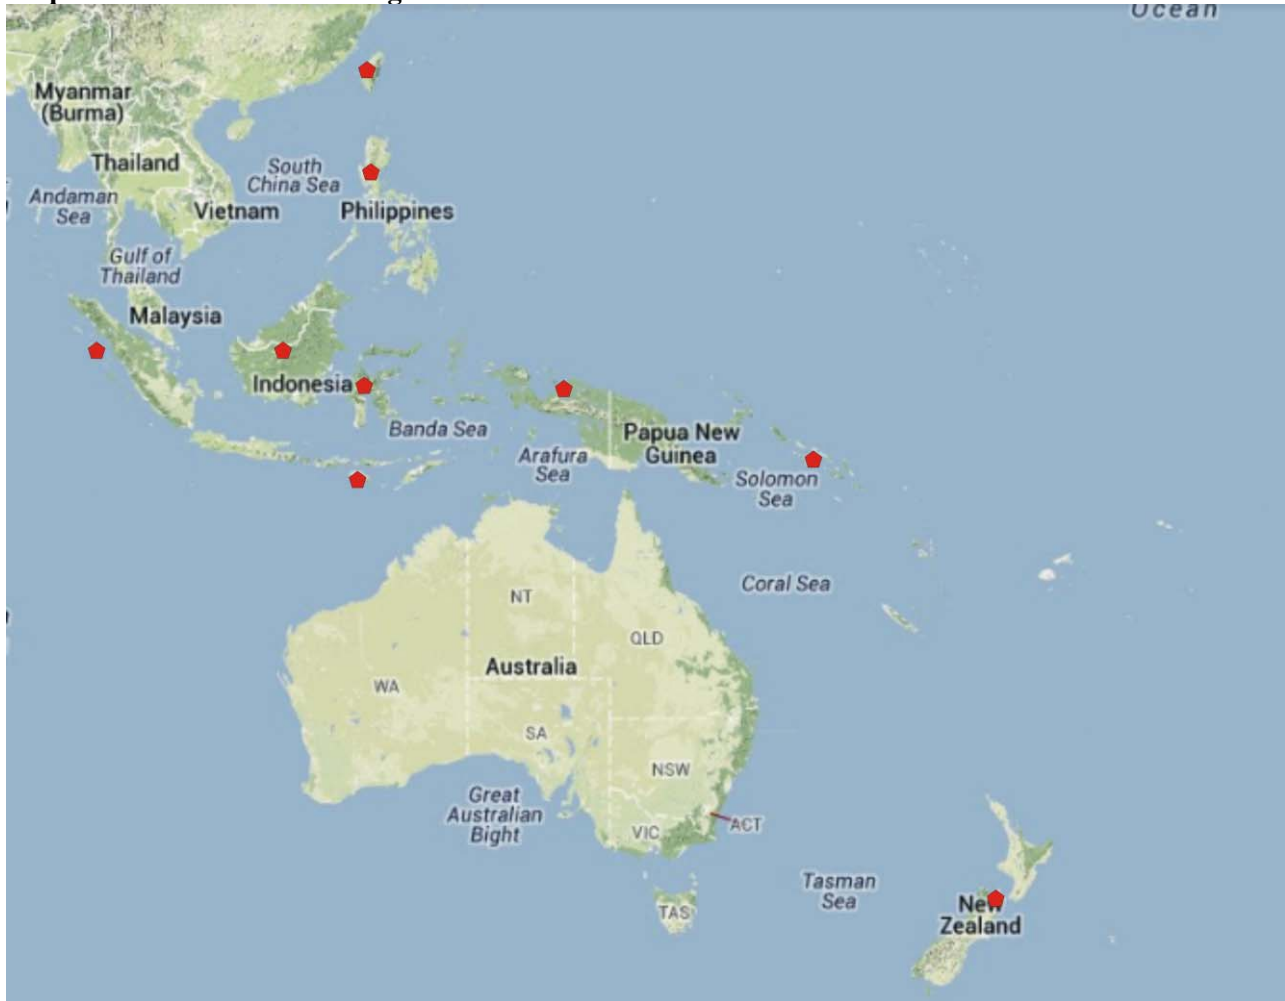 Ocean
Myanmar
(Burma)
Thailand
South
China Sea
Andaman
Sea
Vietnam
Philippines
Gulf of
Thailand
Malaysia
Indonesia
Banda Sea
Papua New
Guinea
Arafura
Sea
Solomon
Sea
Coral Sea
NT
QLD
Australia
WA
SA
NSW
Great
Australian
Bight
VIC
ACT
Tasman
Sea
TAS
New
Zealand